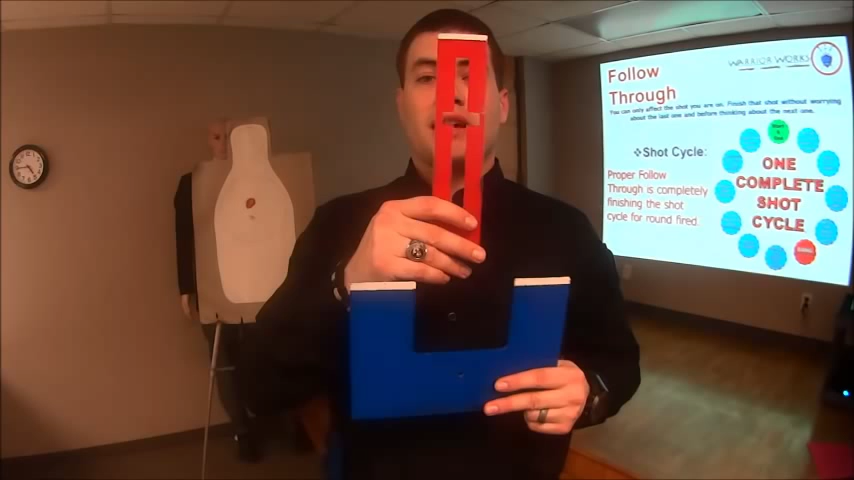 WARRIOR WORKS
Follow
Through
You can only affect the shot you are on. Finish that shot without worrying
about the last one and before thinking about the next one.
❖Shot Cycle:
Proper Follow
Through is completely
finishing the shot
cycle for round fired.
ONE
COMPLETE
SHOT
CYCLE